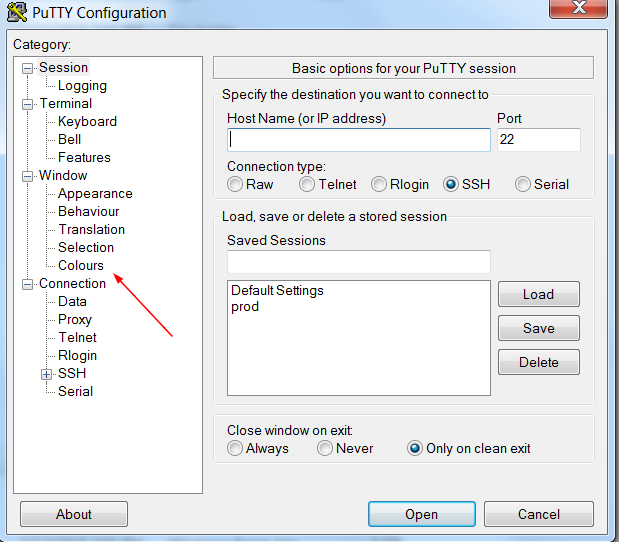 PuTTY Configuration
Category:
Session
Logging
Terminal
Keyboard
Bell
Features
Window
Appearance
Behaviour
Translation
Selection
Colours
Connection
Data
Proxy
Telnet
Rlogin
SSH
Serial
Basic options for your PuTTY session
Specify the destination you want to connect to
Host Name (or IP address) Port
22
Connection type:
Raw Telnet Rlogin SSH Serial
Load, save or delete a stored session
Saved Sessions
Default Settings
prod
Load
Save
Delete
Close window on exit:
Always Never Only on clean exit
About Open Cancel